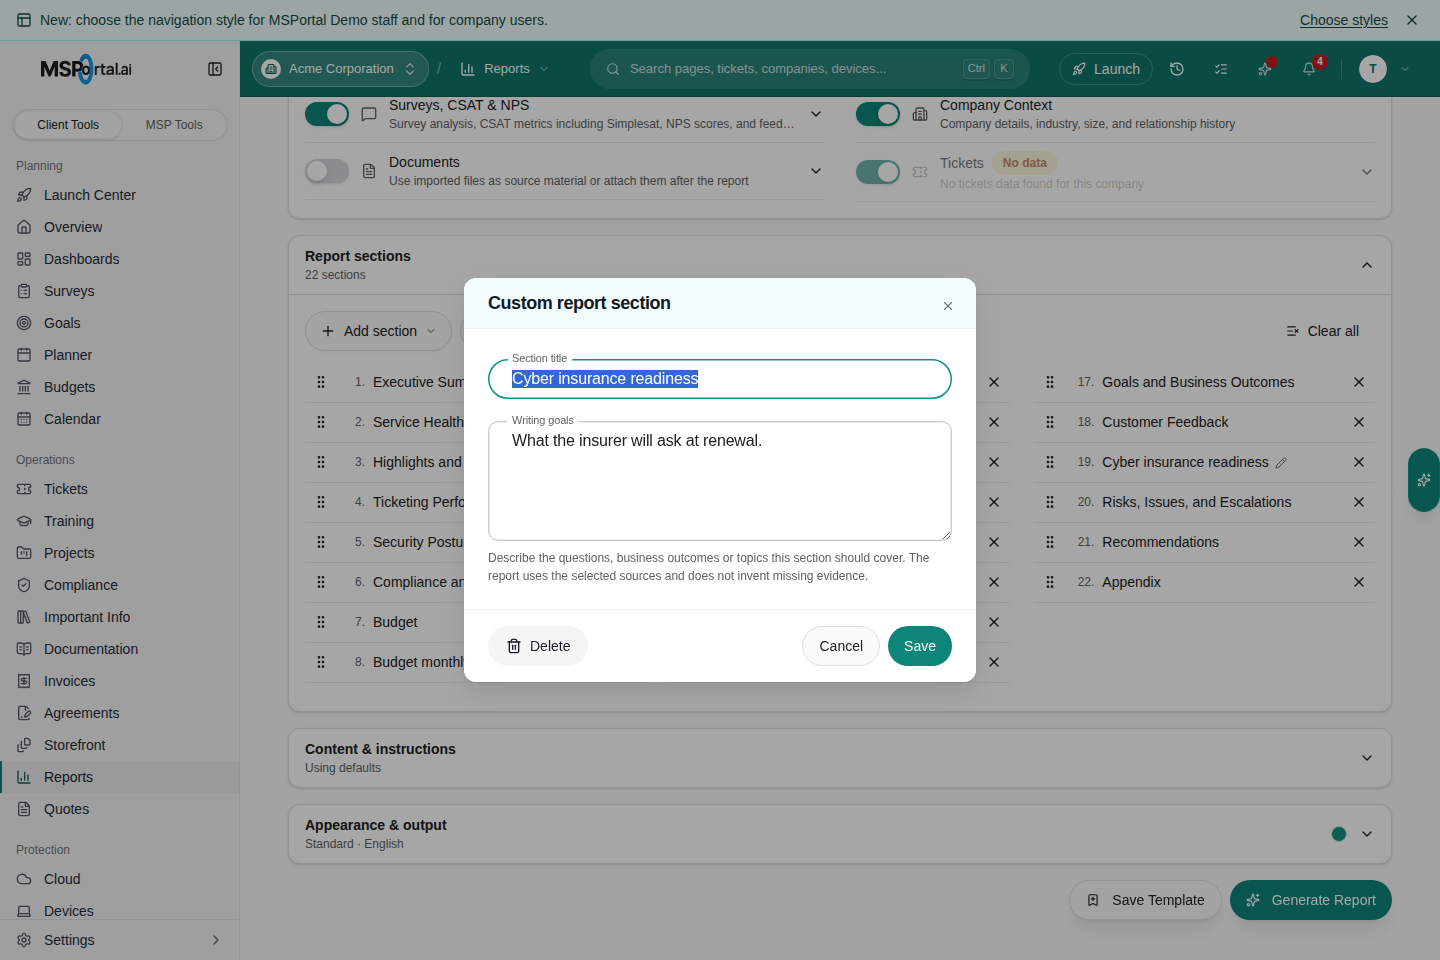 New: choose the navigation style for MSPortal Demo staff and for company users.
Choose styles
MSPortal.ai
Acme Corporation
/
Reports
Search pages, tickets, companies, devices...
Ctrl K
Launch
4
T
Client Tools
MSP Tools
Planning
Launch Center
Overview
Dashboards
Surveys
Goals
Planner
Budgets
Calendar
Operations
Tickets
Training
Projects
Compliance
Important Info
Documentation
Invoices
Agreements
Storefront
Reports
Quotes
Protection
Cloud
Devices
Settings
Surveys, CSAT & NPS
Survey analysis, CSAT metrics including Simplesat, NPS scores, and feed…
Company Context
Company details, industry, size, and relationship history
Documents
Use imported files as source material or attach them after the report
Tickets
No data
No tickets data found for this company
Report sections
22 sections
Add section
Clear all
1. Executive Sum
2. Service Health
3. Highlights and
4. Ticketing Perfo
5. Security Postu
6. Compliance an
7. Budget
8. Budget monthl
17. Goals and Business Outcomes
18. Customer Feedback
19. Cyber insurance readiness
20. Risks, Issues, and Escalations
21. Recommendations
22. Appendix
Custom report section
Section title
Cyber insurance readiness
Writing goals
What the insurer will ask at renewal.
Describe the questions, business outcomes or topics this section should cover. The
report uses the selected sources and does not invent missing evidence.
Delete
Cancel
Save
Content & instructions
Using defaults
Appearance & output
Standard · English
Save Template
Generate Report